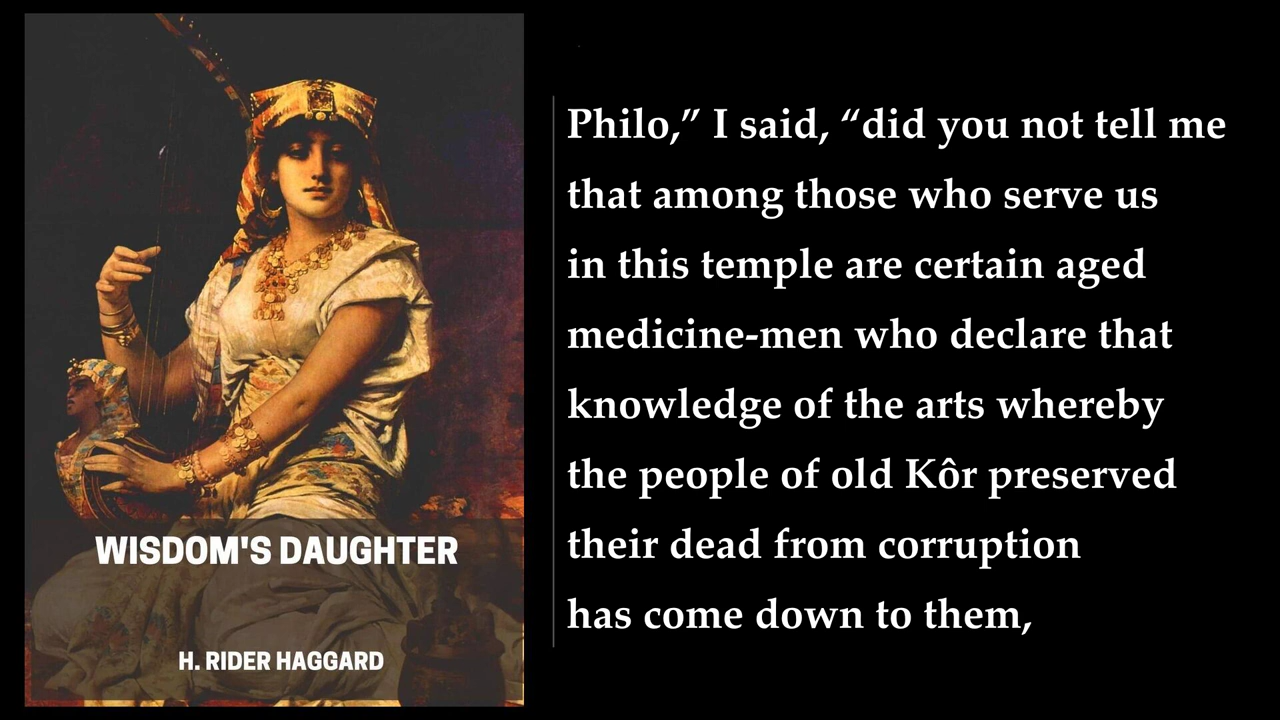 WISDOM'S DAUGHTER
H. RIDER HAGGARD
Philo,” I said, “did you not tell me
that among those who serve us
in this temple are certain aged
medicine-men who declare that
knowledge of the arts whereby
the people of old Kôr preserved
their dead from corruption
has come down to them,